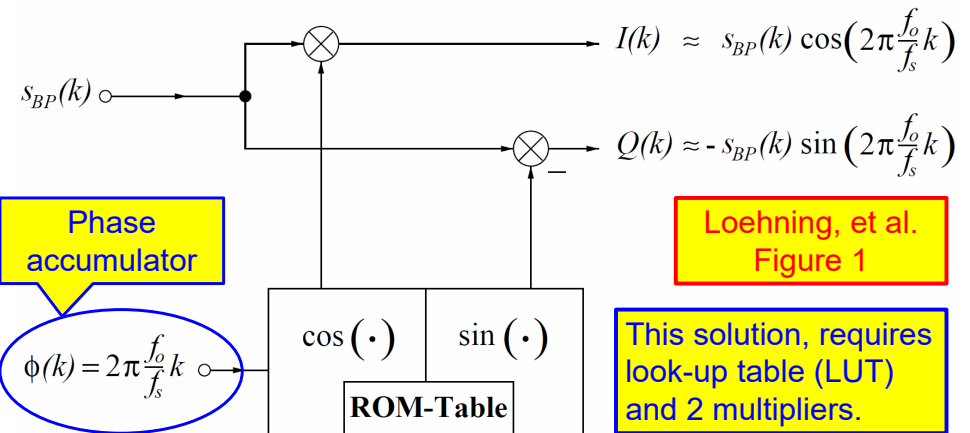 I(k) ≈ s_BP(k) cos(2π f_o/f_s k)
s_BP(k)
Q(k) ≈ - s_BP(k) sin(2π f_o/f_s k)
−
Phase
accumulator
Loehning, et al.
Figure 1
cos(·) sin(·)
ϕ(k) = 2π f_o/f_s k
ROM-Table
This solution, requires
look-up table (LUT)
and 2 multipliers.